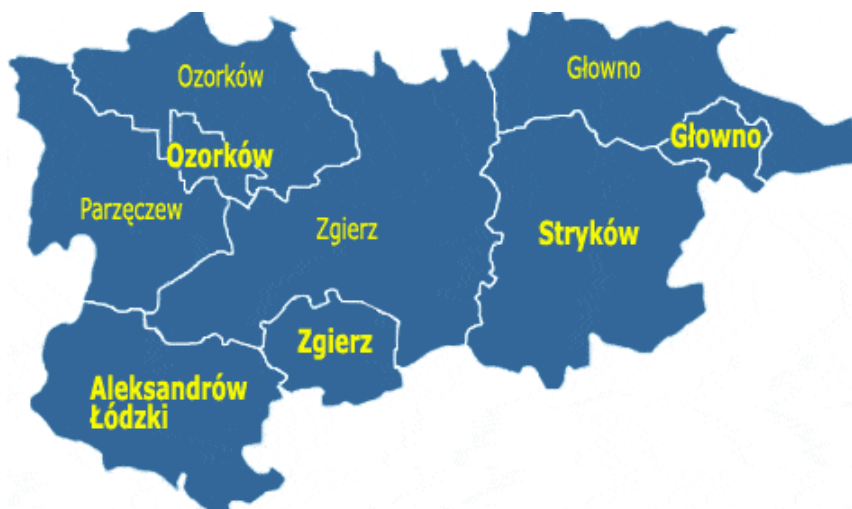 Ozorków
Głowno
Głowno
Ozorków
Parzęczew
Zgierz
Stryków
Zgierz
Aleksandrów
Łódzki